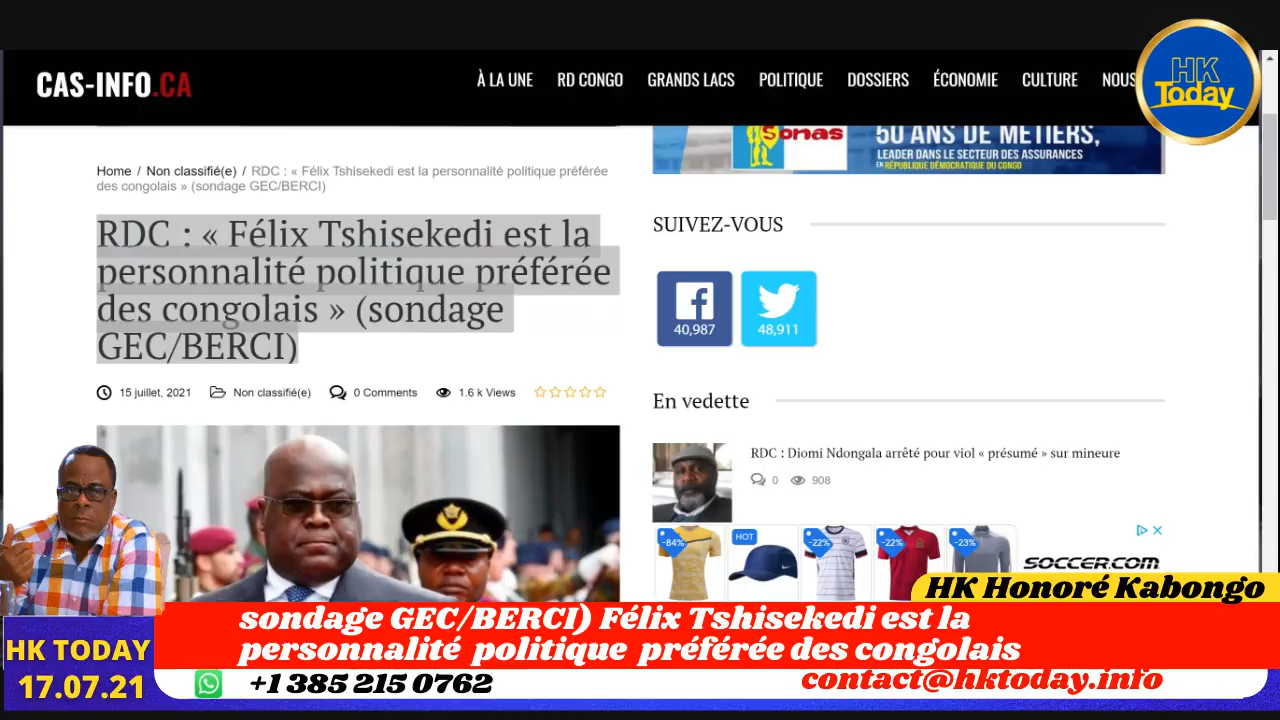 CAS-INFO.CA
À LA UNE RD CONGO GRANDS LACS POLITIQUE DOSSIERS ÉCONOMIE CULTURE NOUS
HK
Today
Home / Non classifié(e) RDC : « Félix Tshisekedi est la personnalité politique préférée
des congolais » (sondage GEC/BERCI)
RDC : « Félix Tshisekedi est la
personnalité politique préférée
des congolais » (sondage
GEC/BERCI)
15 juillet, 2021 Non classifié(e) 0 Comments 1.6 k Views
Sonas
50 ANS DE METIERS,
LEADER DANS LE SECTEUR DES ASSURANCES
EN RÉPUBLIQUE DÉMOCRATIQUE DU CONGO
SUIVEZ-VOUS
40,987 48,911
En vedette
RDC : Diomi Ndongala arrêté pour viol « présumé » sur mineure
0 908
-84% HOT -22% -22% -23%
SOCCER.COM
HK Honoré Kabongo
sondage GEC/BERCI) Félix Tshisekedi est la
personnalité politique préférée des congolais
HK TODAY
17.07.21
+1 385 215 0762
contact@hktoday.info